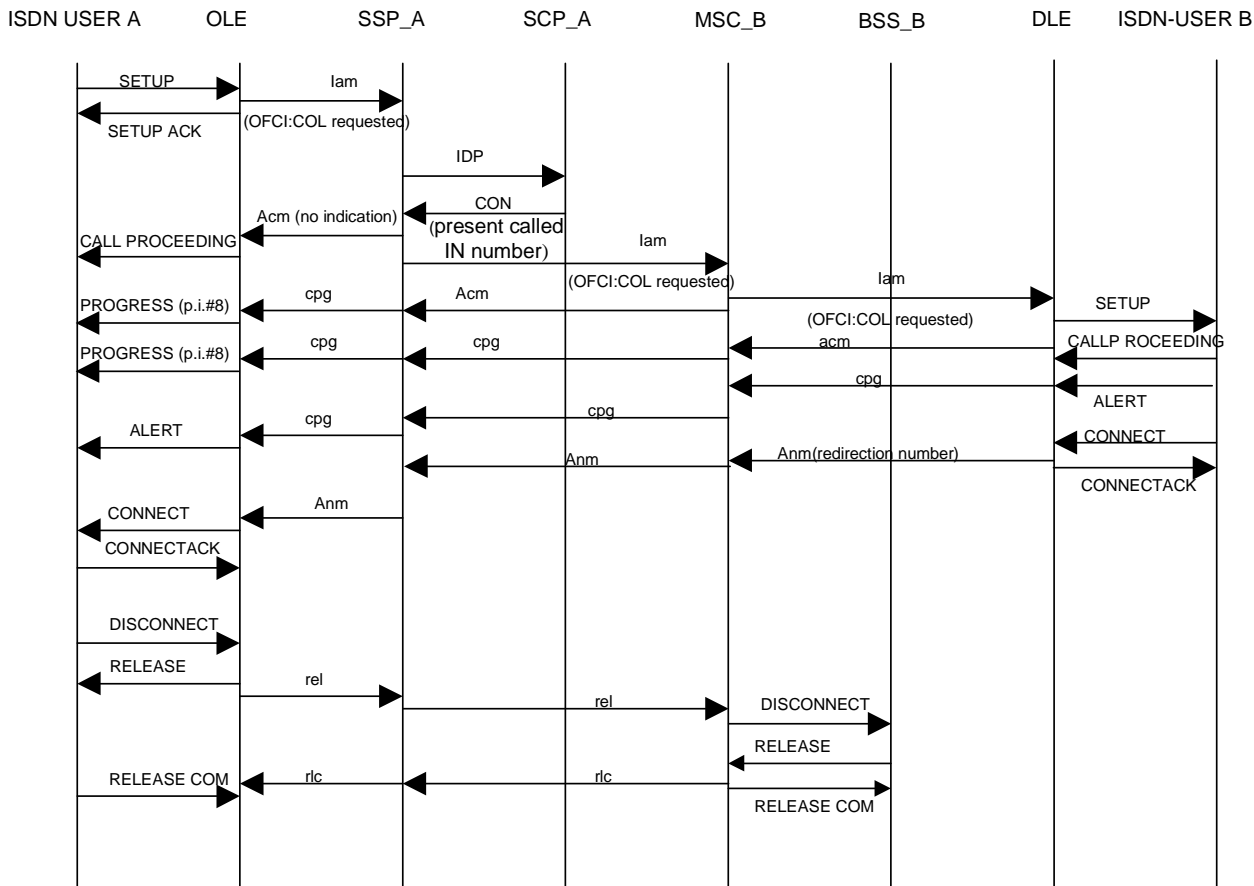 ISDN USER A OLE SSP_A SCP_A MSC_B BSS_B DLE ISDN-USER B
SETUP Iam
SETUP ACK (OFCI:COL requested)
IDP
CON
Acm (no indication)
(present called
IN number)
CALL PROCEEDING Iam
(OFCI:COL requested) Iam
PROGRESS (p.i.#8) cpg Acm SETUP
(OFCI:COL requested)
PROGRESS (p.i.#8) cpg cpg acm CALLP ROCEEDING
cpg
ALERT
ALERT cpg cpg
CONNECT
Anm Anm(redirection number)
CONNECTACK
CONNECT Anm
CONNECTACK
DISCONNECT
RELEASE rel
rel DISCONNECT
RELEASE
RELEASE COM rlc rlc
RELEASE COM